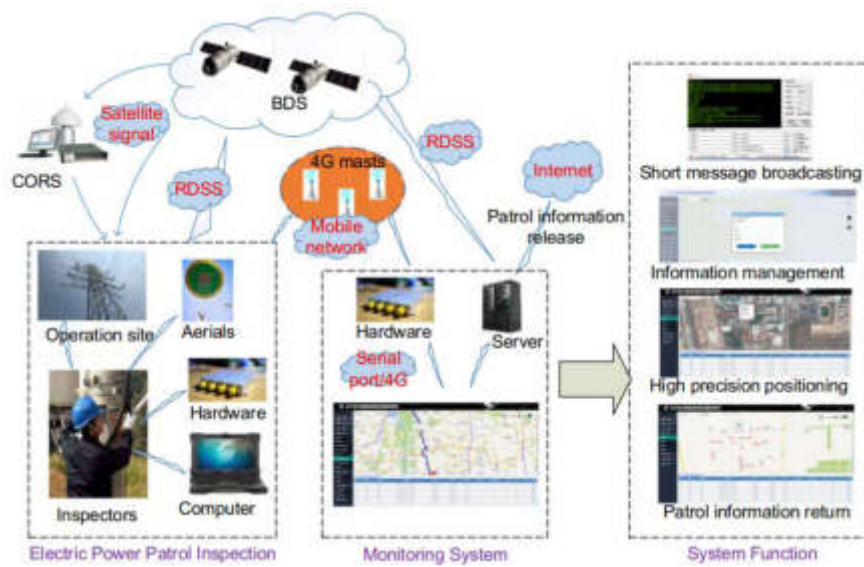 BDS
Satellite
signal
CORS
RDSS
4G masts
Mobile
network
RDSS
Internet
Patrol information
release
Operation site
Aerials
Hardware
Inspectors
Computer
Electric Power Patrol Inspection
Hardware
Server
Serial
port/4G
Monitoring System
Short message broadcasting
Information management
High precision positioning
Patrol information return
System Function